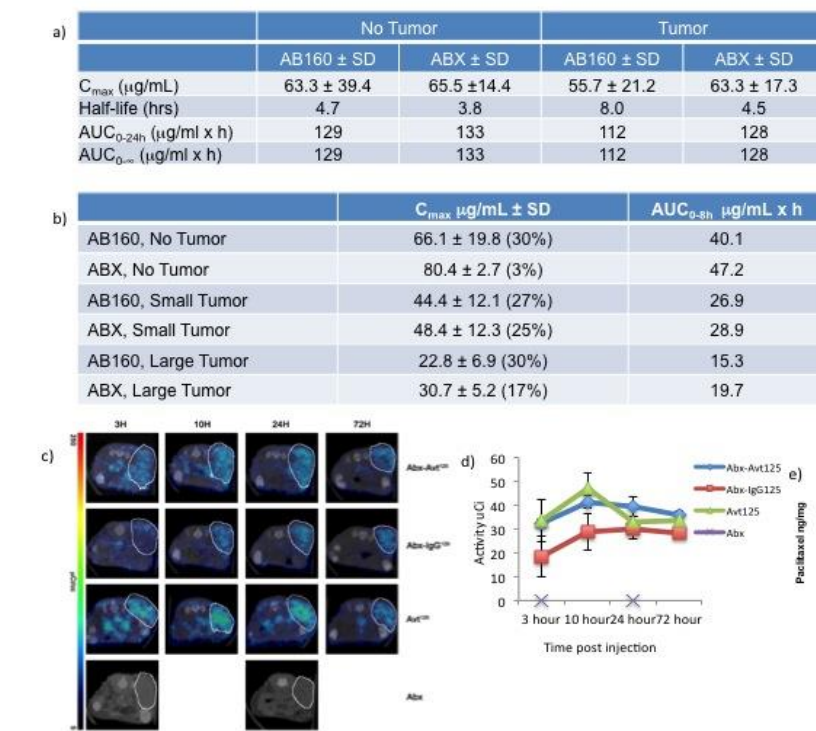 a)
No Tumor Tumor
AB160 ± SD ABX ± SD AB160 ± SD ABX ± SD
Cmax (μg/mL) 63.3 ± 39.4 65.5 ±14.4 55.7 ± 21.2 63.3 ± 17.3
Half-life (hrs) 4.7 3.8 8.0 4.5
AUC0-24h (μg/ml x h) 129 133 112 128
AUC0-∞ (μg/ml x h) 129 133 112 128
b)
Cmax μg/mL ± SD AUC0-8h μg/mL x h
AB160, No Tumor 66.1 ± 19.8 (30%) 40.1
ABX, No Tumor 80.4 ± 2.7 (3%) 47.2
AB160, Small Tumor 44.4 ± 12.1 (27%) 26.9
ABX, Small Tumor 48.4 ± 12.3 (25%) 28.9
AB160, Large Tumor 22.8 ± 6.9 (30%) 15.3
ABX, Large Tumor 30.7 ± 5.2 (17%) 19.7
c)
3H 10H 24H 72H
Abx-Avt125
Abx-IgG125
Avt125
Abx
d)
60
50
40
30
20
10
0
Activity uCi
3 hour 10 hour 24 hour 72 hour
Time post injection
Abx-Avt125
Abx-IgG125
Avt125
Abx
e)
Paclitaxel ng/mg